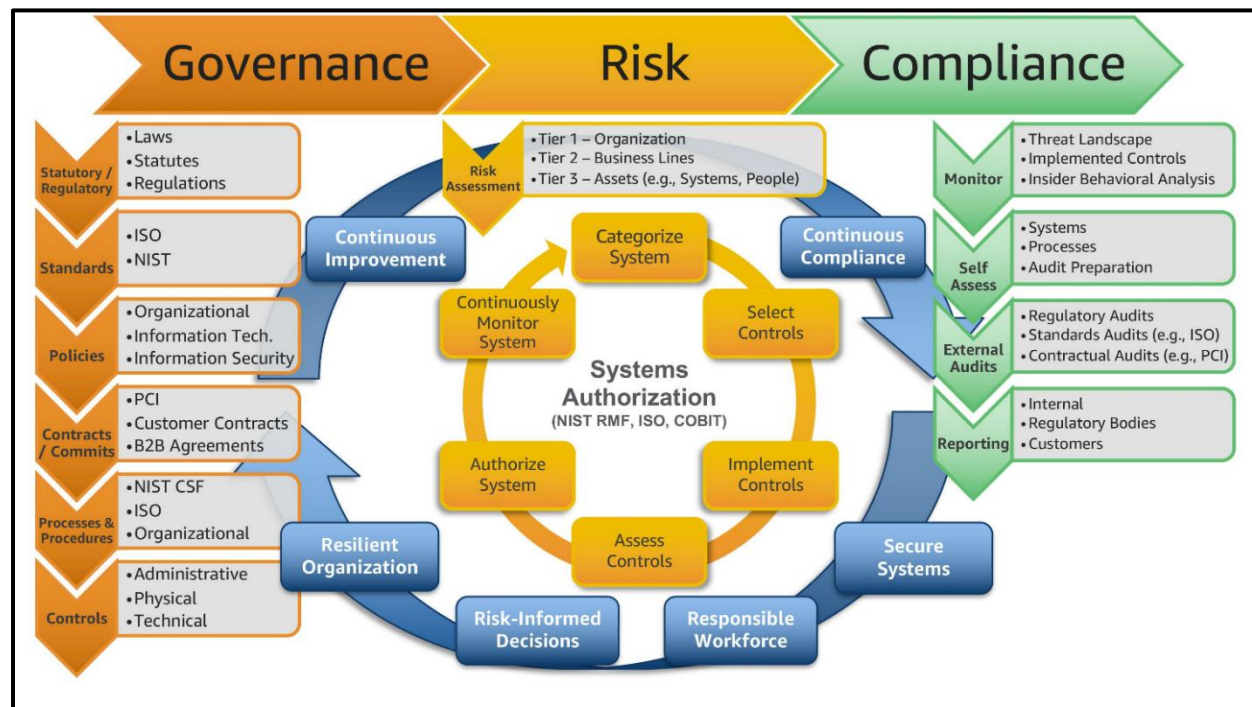 Governance
Risk
Compliance
Statutory /
Regulatory
•Laws
•Statutes
•Regulations
Standards
•ISO
•NIST
Policies
•Organizational
•Information Tech.
•Information Security
Contracts
/ Commits
•PCI
•Customer Contracts
•B2B Agreements
Processes &
Procedures
•NIST CSF
•ISO
•Organizational
Controls
•Administrative
•Physical
•Technical
Risk
Assessment
•Tier 1 – Organization
•Tier 2 – Business Lines
•Tier 3 – Assets (e.g., Systems, People)
Continuous
Improvement
Continuous
Compliance
Categorize
System
Select
Controls
Implement
Controls
Assess
Controls
Authorize
System
Continuously
Monitor
System
Systems
Authorization
(NIST RMF, ISO, COBIT)
Secure
Systems
Responsible
Workforce
Risk-Informed
Decisions
Resilient
Organization
Monitor
•Threat Landscape
•Implemented Controls
•Insider Behavioral Analysis
Self
Assess
•Systems
•Processes
•Audit Preparation
External
Audits
•Regulatory Audits
•Standards Audits (e.g., ISO)
•Contractual Audits (e.g., PCI)
Reporting
•Internal
•Regulatory Bodies
•Customers